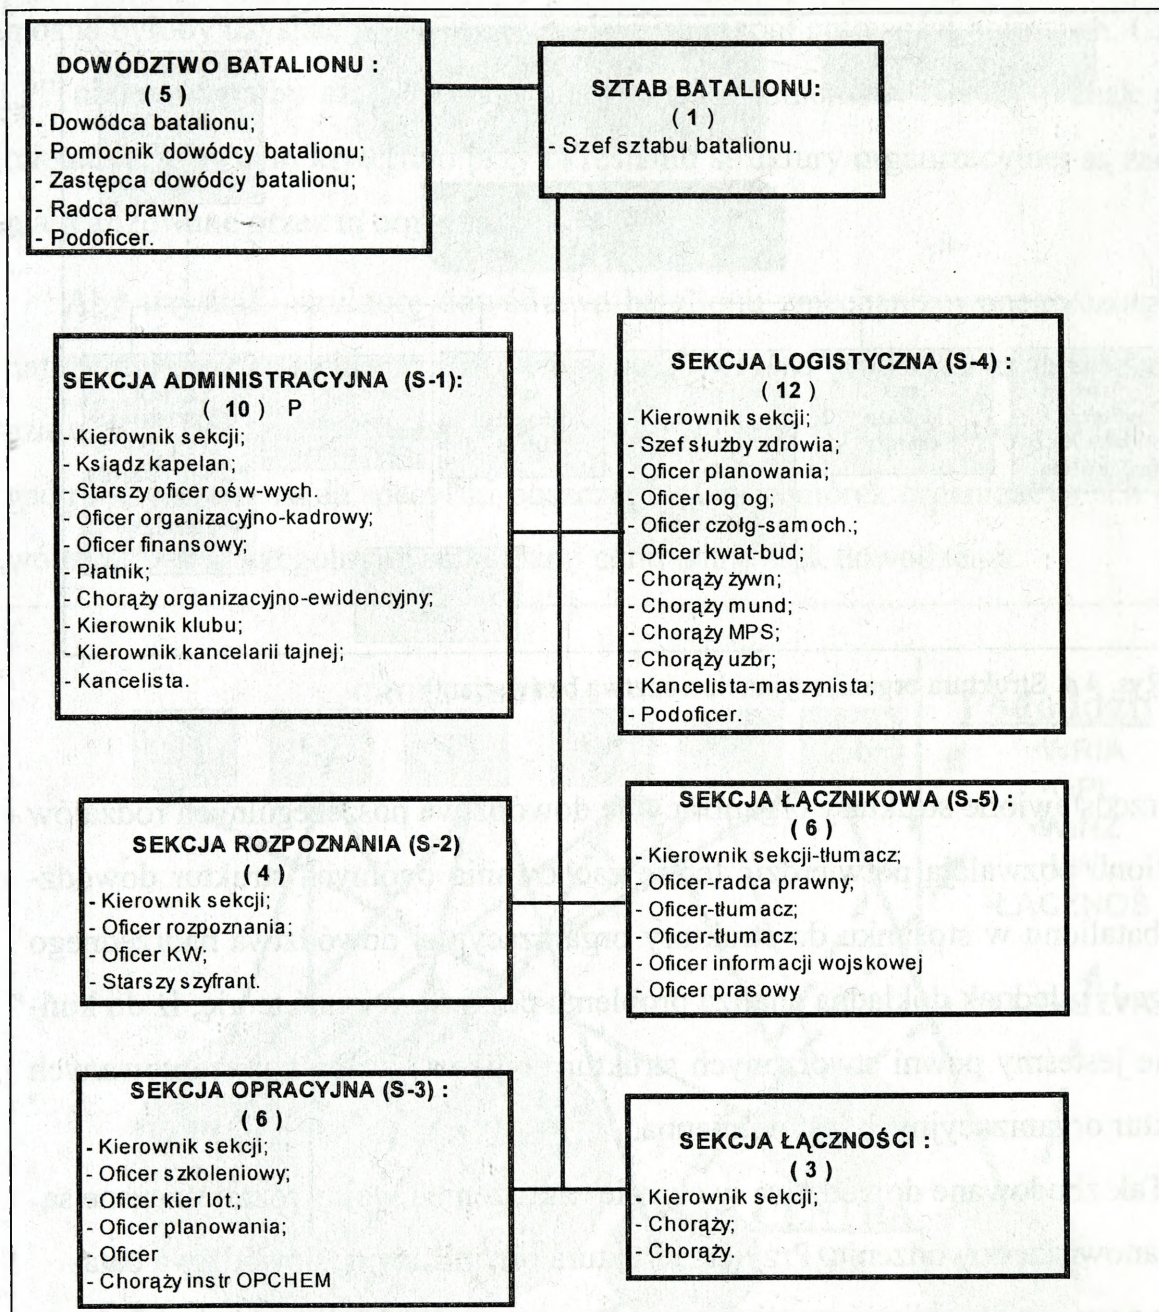 DOWÓDZTWO BATALIONU :
( 5 )
- Dowódca batalionu;
- Pomocnik dowódcy batalionu;
- Zastępca dowódcy batalionu;
- Radca prawny
- Podoficer.
SZTAB BATALIONU:
( 1 )
- Szef sztabu batalionu.
SEKCJA ADMINISTRACYJNA (S-1):
( 10 ) P
- Kierownik sekcji;
- Ksiądz kapelan;
- Starszy oficer ośw-wych.
- Oficer organizacyjno-kadrowy;
- Oficer finansowy;
- Płatnik;
- Chorąży organizacyjno-ewidencyjny;
- Kierownik klubu;
- Kierownik kancelarii tajnej;
- Kancelista.
SEKCJA LOGISTYCZNA (S-4) :
( 12 )
- Kierownik sekcji;
- Szef służby zdrowia;
- Oficer planowania;
- Oficer log og;
- Oficer czołg-samoch.;
- Oficer kwat-bud;
- Chorąży żywn;
- Chorąży mund;
- Chorąży MPS;
- Chorąży uzbr;
- Kancelista-maszynista;
- Podoficer.
SEKCJA ROZPOZNANIA (S-2)
( 4 )
- Kierownik sekcji;
- Oficer rozpoznania;
- Oficer KW;
- Starszy szyfrant.
SEKCJA ŁĄCZNIKOWA (S-5) :
( 6 )
- Kierownik sekcji-tłumacz;
- Oficer-radca prawny;
- Oficer-tłumacz;
- Oficer-tłumacz;
- Oficer informacji wojskowej
- Oficer prasowy
SEKCJA OPRACYJNA (S-3) :
( 6 )
- Kierownik sekcji;
- Oficer szkoleniowy;
- Oficer kier lot.;
- Oficer planowania;
- Oficer
- Chorąży instr OPCHEM
SEKCJA ŁĄCZNOŚCI :
( 3 )
- Kierownik sekcji;
- Chorąży;
- Chorąży.